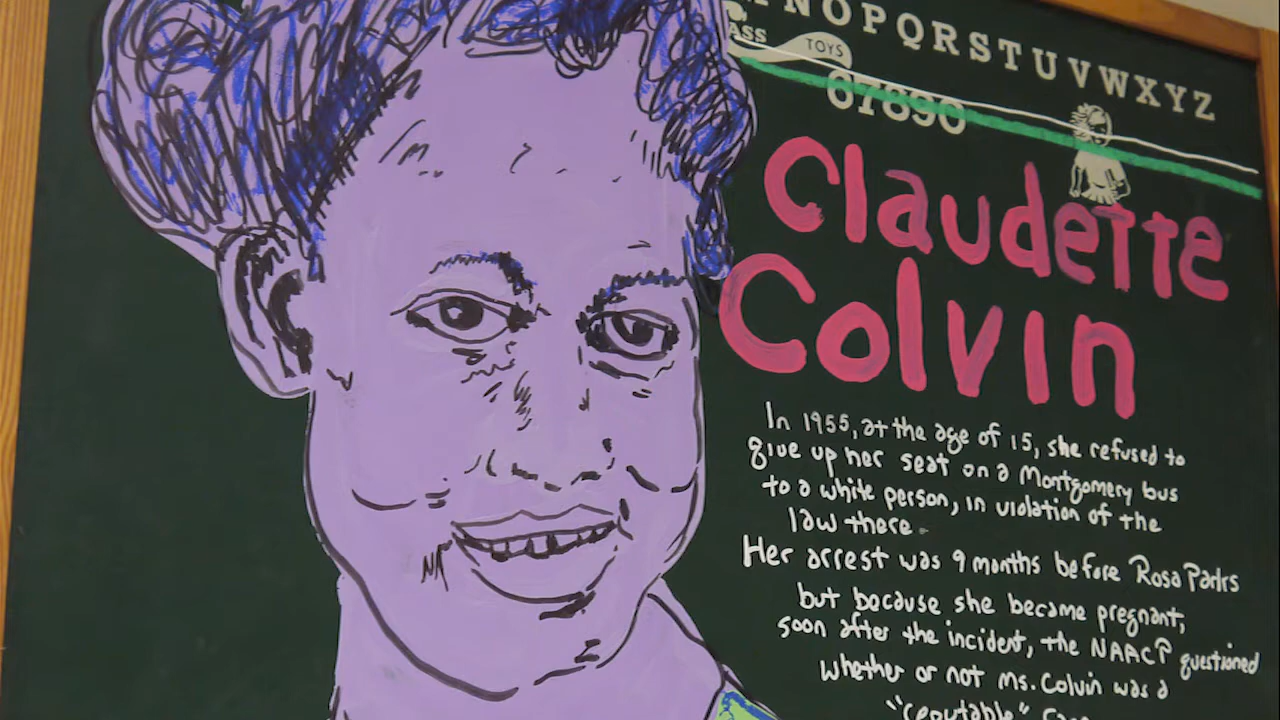 NOPQRSTUVWXYZ
ASS
TOYS
67890
Claudette
Colvin
In 1955, at the age of 15, she refused to
give up her seat on a Montgomery bus
to a white person, in violation of the
law there.
Her arrest was 9 months before Rosa Parks
but because she became pregnant,
soon after the incident, the NAACP questioned
whether or not Ms. Colvin was a
"reputable"